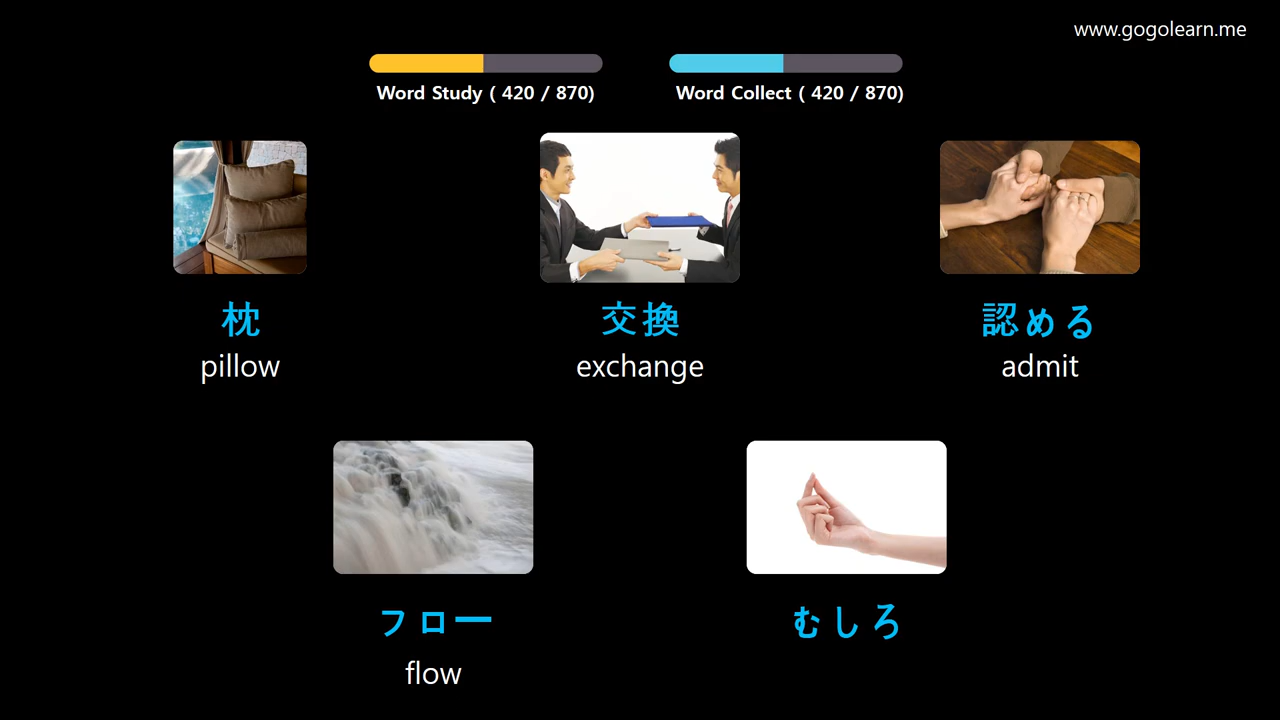 www.gogolearn.me
Word Study ( 420 / 870)
Word Collect ( 420 / 870)
枕
pillow
交換
exchange
認める
admit
フロー
flow
むしろ